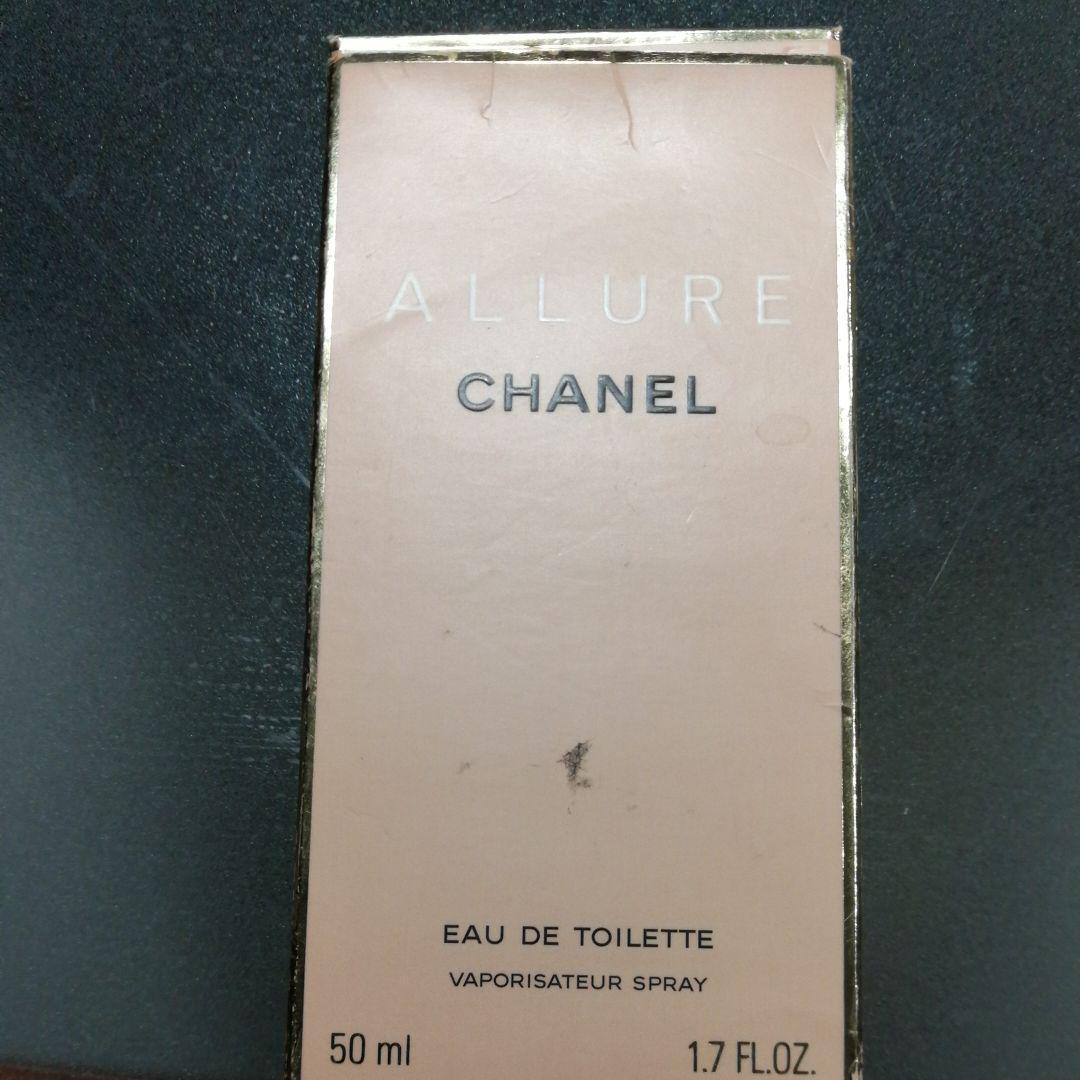 ALLURE
CHANEL
EAU DE TOILETTE
VAPORISATEUR SPRAY
50 ml 1.7 FL.OZ.